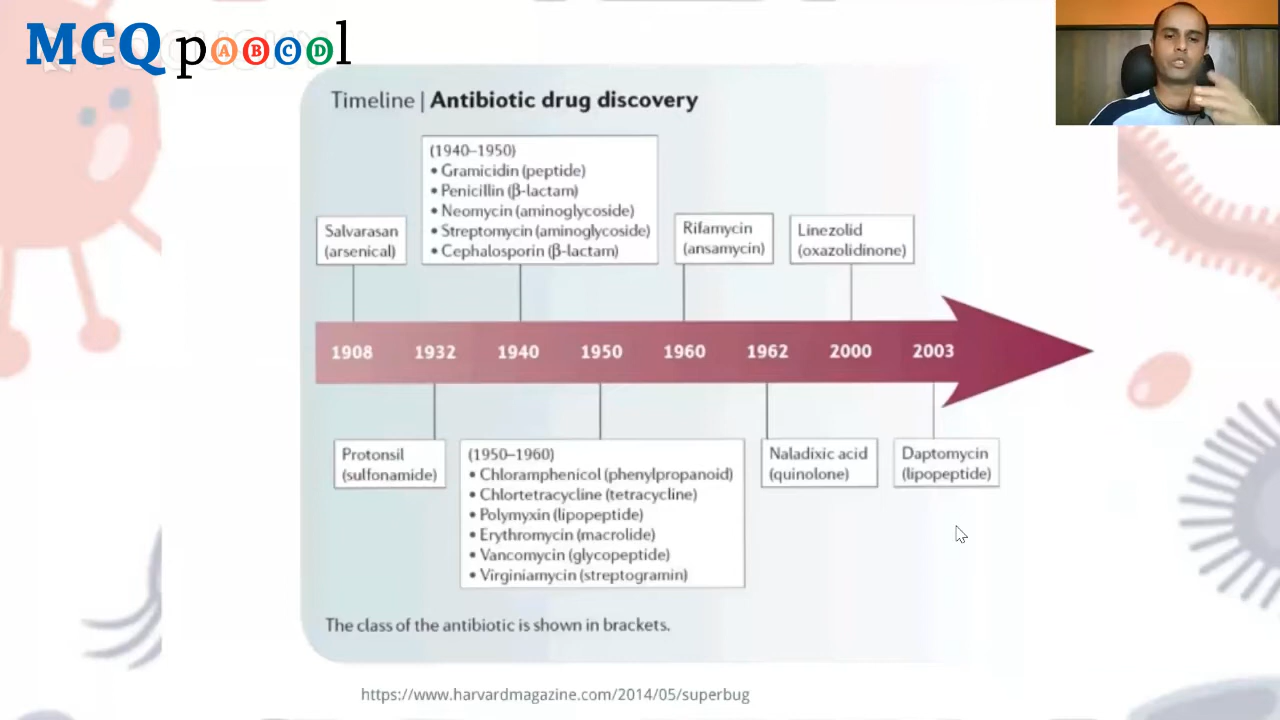 MCQ pABCDl
Timeline | Antibiotic drug discovery
(1940–1950)
• Gramicidin (peptide)
• Penicillin (β-lactam)
• Neomycin (aminoglycoside)
• Streptomycin (aminoglycoside)
• Cephalosporin (β-lactam)
Salvarasan
(arsenical)
Rifamycin
(ansamycin)
Linezolid
(oxazolidinone)
1908 1932 1940 1950 1960 1962 2000 2003
Protonsil
(sulfonamide)
(1950–1960)
• Chloramphenicol (phenylpropanoid)
• Chlortetracycline (tetracycline)
• Polymyxin (lipopeptide)
• Erythromycin (macrolide)
• Vancomycin (glycopeptide)
• Virginiamycin (streptogramin)
Naladixic acid
(quinolone)
Daptomycin
(lipopeptide)
The class of the antibiotic is shown in brackets.
https://www.harvardmagazine.com/2014/05/superbug